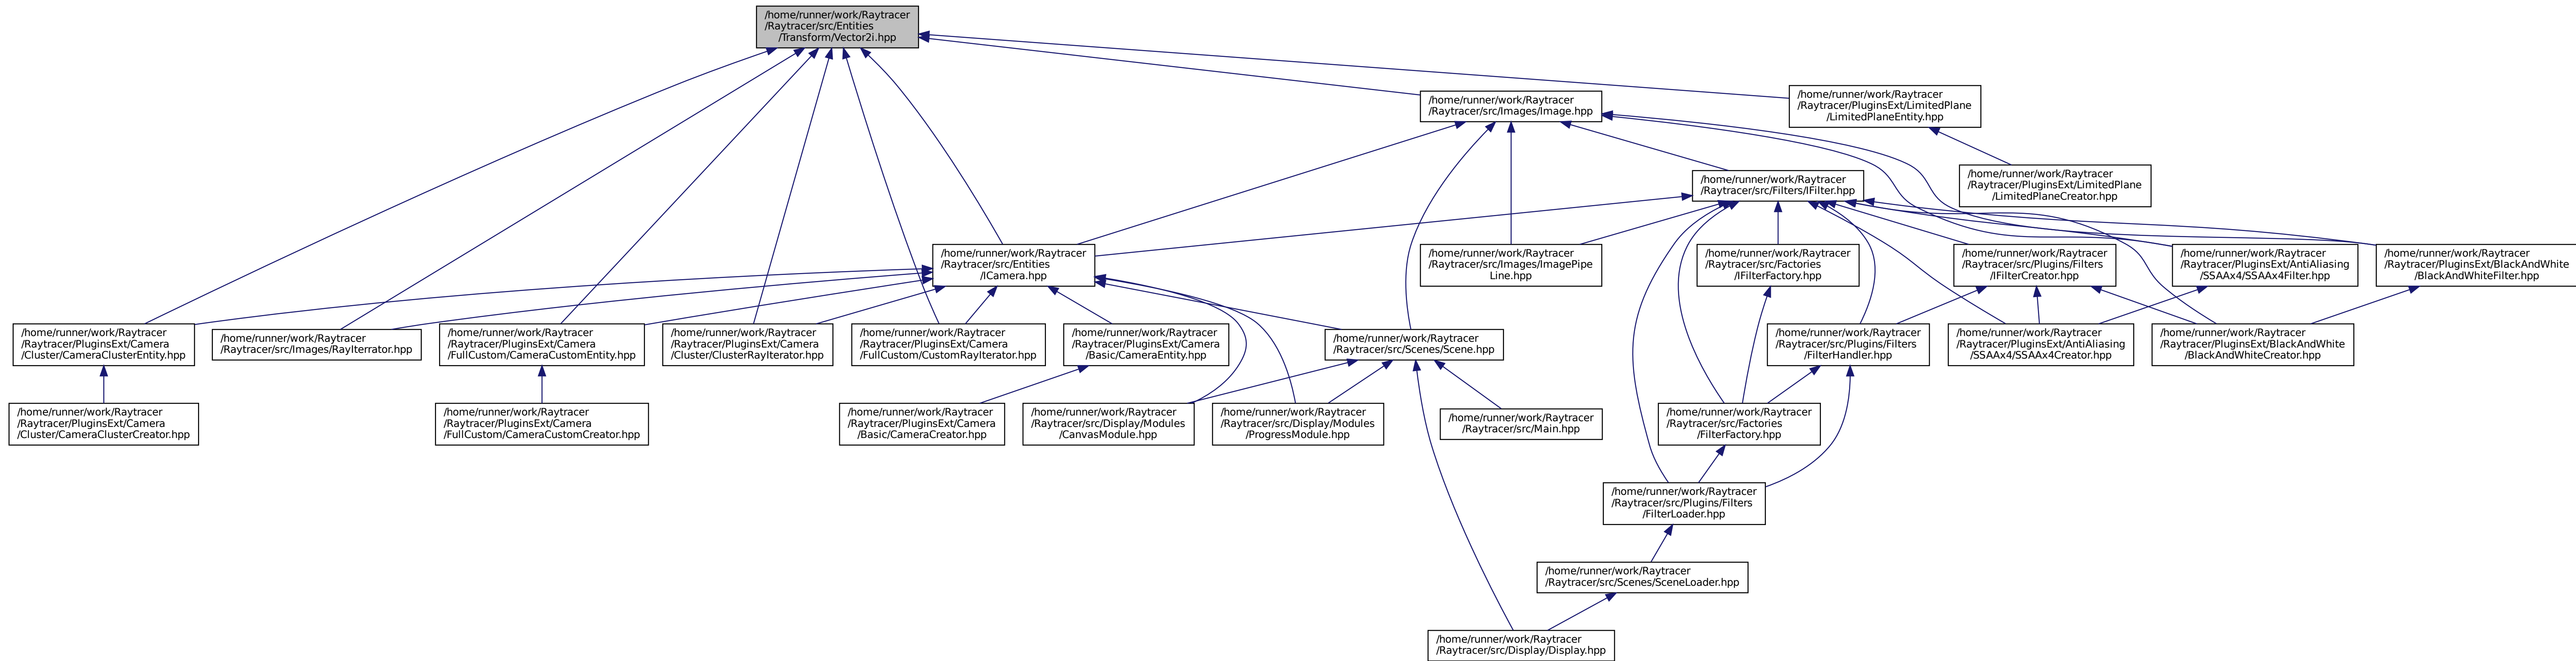 /home/runner/work/Raytracer
/Raytracer/src/Entities
/Transform/Vector2i.hpp
/home/runner/work/Raytracer
/Raytracer/src/Images/Image.hpp
/home/runner/work/Raytracer
/Raytracer/PluginsExt/LimitedPlane
/LimitedPlaneEntity.hpp
/home/runner/work/Raytracer
/Raytracer/src/Filters/IFilter.hpp
/home/runner/work/Raytracer
/Raytracer/PluginsExt/LimitedPlane
/LimitedPlaneCreator.hpp
/home/runner/work/Raytracer
/Raytracer/src/Entities
/ICamera.hpp
/home/runner/work/Raytracer
/Raytracer/src/Images/ImagePipe
Line.hpp
/home/runner/work/Raytracer
/Raytracer/src/Factories
/IFilterFactory.hpp
/home/runner/work/Raytracer
/Raytracer/src/Plugins/Filters
/IFilterCreator.hpp
/home/runner/work/Raytracer
/Raytracer/PluginsExt/AntiAliasing
/SSAAx4/SSAAx4Filter.hpp
/home/runner/work/Raytracer
/Raytracer/PluginsExt/BlackAndWhite
/BlackAndWhiteFilter.hpp
/home/runner/work/Raytracer
/Raytracer/PluginsExt/Camera
/Cluster/CameraClusterEntity.hpp
/home/runner/work/Raytracer
/Raytracer/src/Images/RayIterrator.hpp
/home/runner/work/Raytracer
/Raytracer/PluginsExt/Camera
/FullCustom/CameraCustomEntity.hpp
/home/runner/work/Raytracer
/Raytracer/PluginsExt/Camera
/Cluster/ClusterRayIterator.hpp
/home/runner/work/Raytracer
/Raytracer/PluginsExt/Camera
/FullCustom/CustomRayIterator.hpp
/home/runner/work/Raytracer
/Raytracer/PluginsExt/Camera
/Basic/CameraEntity.hpp
/home/runner/work/Raytracer
/Raytracer/src/Scenes/Scene.hpp
/home/runner/work/Raytracer
/Raytracer/src/Plugins/Filters
/FilterHandler.hpp
/home/runner/work/Raytracer
/Raytracer/PluginsExt/AntiAliasing
/SSAAx4/SSAAx4Creator.hpp
/home/runner/work/Raytracer
/Raytracer/PluginsExt/BlackAndWhite
/BlackAndWhiteCreator.hpp
/home/runner/work/Raytracer
/Raytracer/PluginsExt/Camera
/Cluster/CameraClusterCreator.hpp
/home/runner/work/Raytracer
/Raytracer/PluginsExt/Camera
/FullCustom/CameraCustomCreator.hpp
/home/runner/work/Raytracer
/Raytracer/PluginsExt/Camera
/Basic/CameraCreator.hpp
/home/runner/work/Raytracer
/Raytracer/src/Display/Modules
/CanvasModule.hpp
/home/runner/work/Raytracer
/Raytracer/src/Display/Modules
/ProgressModule.hpp
/home/runner/work/Raytracer
/Raytracer/src/Main.hpp
/home/runner/work/Raytracer
/Raytracer/src/Factories
/FilterFactory.hpp
/home/runner/work/Raytracer
/Raytracer/src/Plugins/Filters
/FilterLoader.hpp
/home/runner/work/Raytracer
/Raytracer/src/Scenes/SceneLoader.hpp
/home/runner/work/Raytracer
/Raytracer/src/Display/Display.hpp